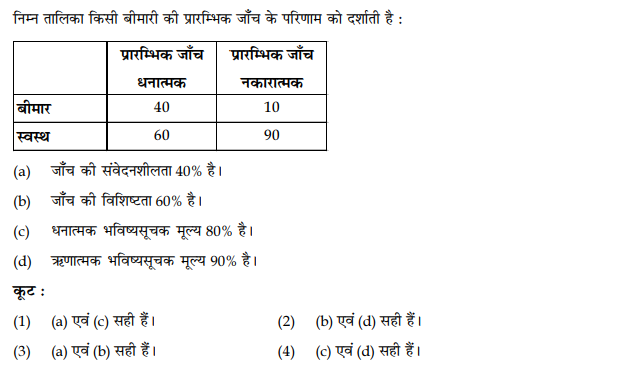 निम्न तालिका किसी बीमारी की प्रारम्भिक जाँच के परिणाम को दर्शाती है :
प्रारम्भिक जाँच धनात्मक	प्रारम्भिक जाँच नकारात्मक
बीमार	40	10
स्वस्थ	60	90
(a) जाँच की संवेदनशीलता 40% है।
(b) जाँच की विशिष्टता 60% है।
(c) धनात्मक भविष्यसूचक मूल्य 80% है।
(d) ऋणात्मक भविष्यसूचक मूल्य 90% है।
कूट :
(1) (a) एवं (c) सही हैं। (2) (b) एवं (d) सही हैं।
(3) (a) एवं (b) सही हैं। (4) (c) एवं (d) सही हैं।